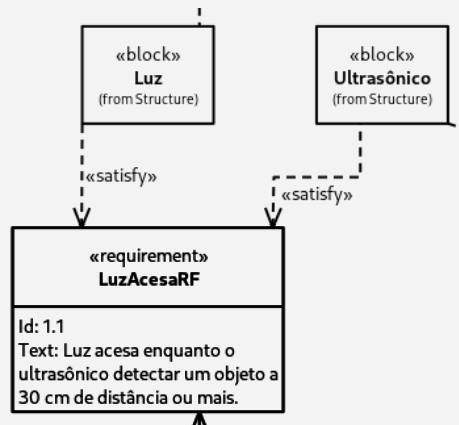 «block»
Luz
(from Structure)
«block»
Ultrasônico
(from Structure)
«satisfy»
«satisfy»
«requirement»
LuzAcesaRF
Id: 1.1
Text: Luz acesa enquanto o
ultrasônico detectar um objeto a
30 cm de distância ou mais.